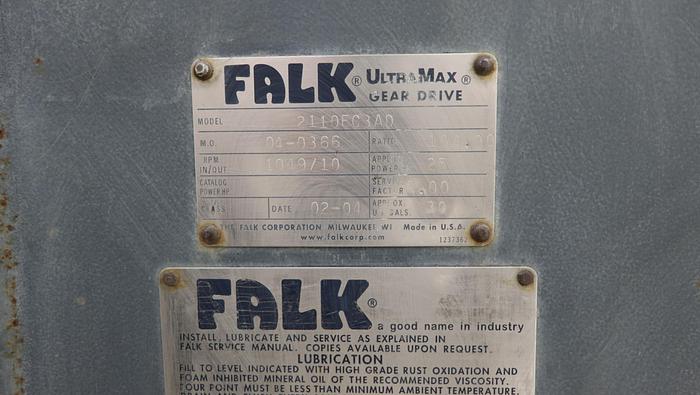 FALK® ULTRAMAX®
GEAR DRIVE
MODEL
M.O. 04-0366 RATIO
RPM IN/OUT 1049/10 APPLIED POWER 25
CATALOG POWER HP SERVICE FACTOR
CLASS DATE 02-04 APPROX. OIL GALS. 30
THE FALK CORPORATION MILWAUKEE WI Made in U.S.A.
www.falkcorp.com 1237362
FALK®
a good name in industry
INSTALL, LUBRICATE AND SERVICE AS EXPLAINED IN
FALK SERVICE MANUAL. COPIES AVAILABLE UPON REQUEST.
LUBRICATION
FILL TO LEVEL INDICATED WITH HIGH GRADE RUST OXIDATION AND
FOAM INHIBITED MINERAL OIL OF THE RECOMMENDED VISCOSITY.
POUR POINT MUST BE LESS THAN MINIMUM AMBIENT TEMPERATURE.